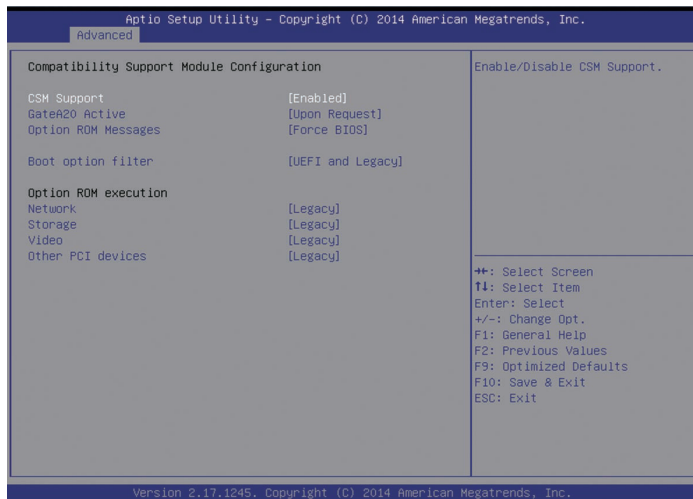 Aptio Setup Utility – Copyright (C) 2014 American Megatrends, Inc.
Advanced
Compatibility Support Module Configuration
CSM Support [Enabled]
GateA20 Active [Upon Request]
Option ROM Messages [Force BIOS]
Boot option filter [UEFI and Legacy]
Option ROM execution
Network [Legacy]
Storage [Legacy]
Video [Legacy]
Other PCI devices [Legacy]
Enable/Disable CSM Support.
→←: Select Screen
↑↓: Select Item
Enter: Select
+/-: Change Opt.
F1: General Help
F2: Previous Values
F9: Optimized Defaults
F10: Save & Exit
ESC: Exit
Version 2.17.1245. Copyright (C) 2014 American Megatrends, Inc.